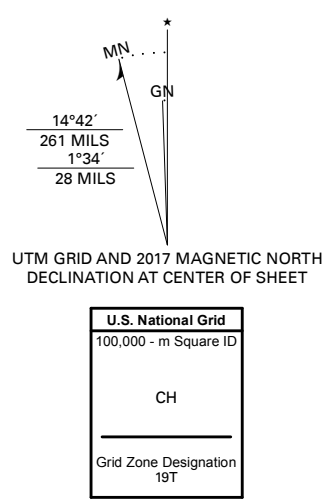 ★
MN
GN
14°42´
261 MILS
1°34´
28 MILS
UTM GRID AND 2017 MAGNETIC NORTH
DECLINATION AT CENTER OF SHEET
U.S. National Grid
100,000 - m Square ID
CH
Grid Zone Designation
19T